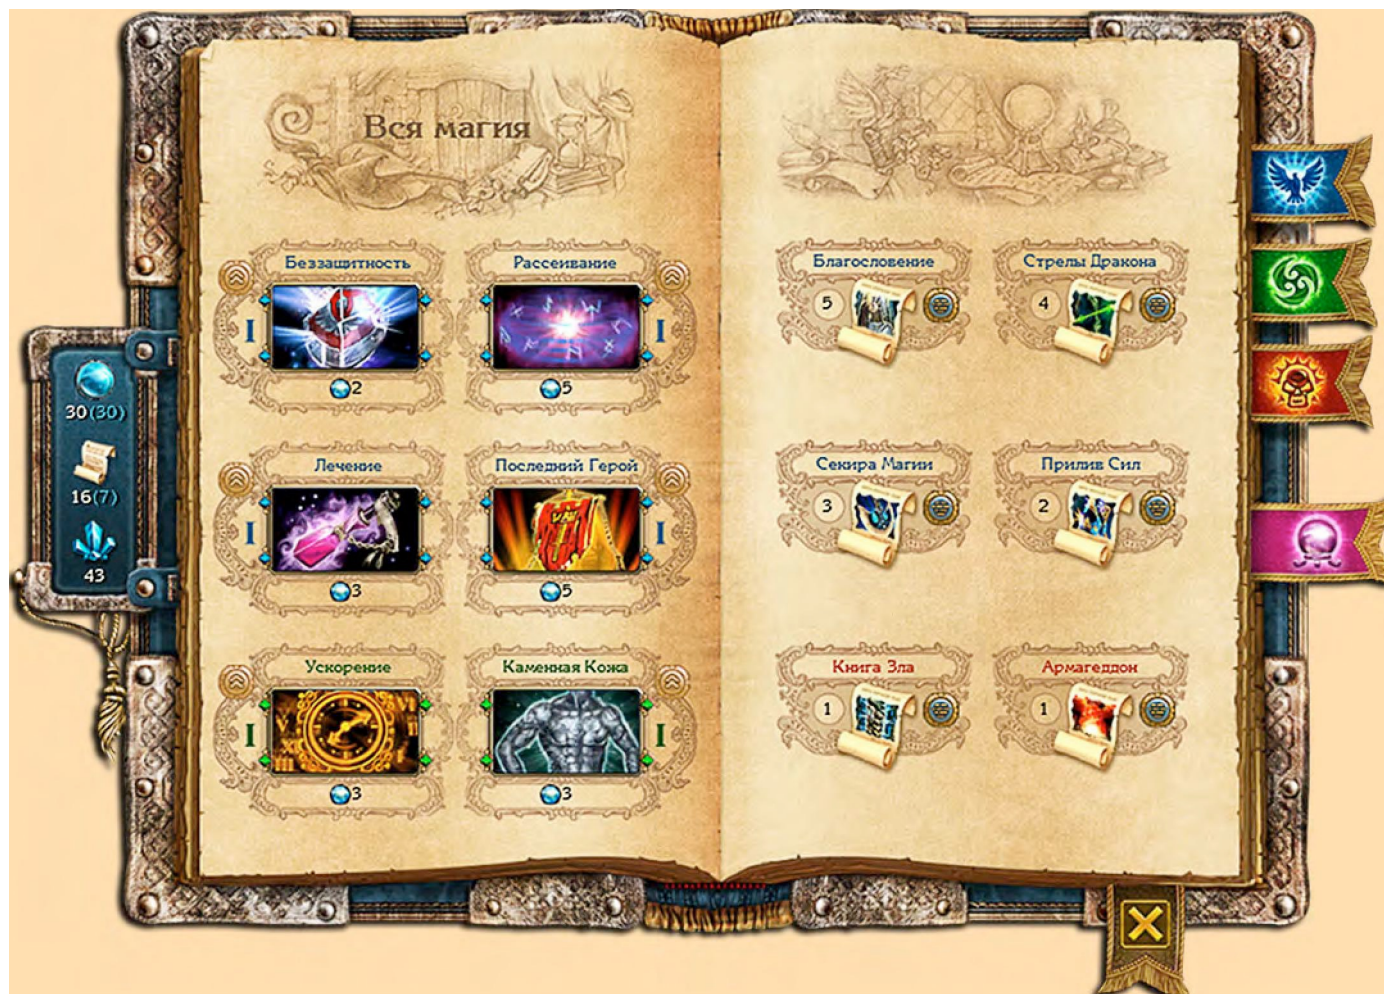 Вся магия
30(30)
16(7)
43
Беззащитность
I
2
Рассеивание
I
5
Лечение
I
3
Последний Герой
I
5
Ускорение
I
3
Каменная Кожа
I
3
Благословение
5
Стрелы Дракона
4
Секира Магии
3
Прилив Сил
2
Книга Зла
1
Армагеддон
1